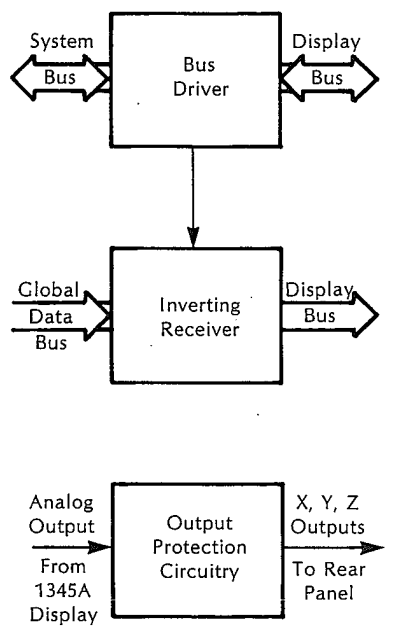 System
Bus
Bus
Driver
Display
Bus
Global
Data
Bus
Inverting
Receiver
Display
Bus
Analog
Output
From
1345A
Display
Output
Protection
Circuitry
X, Y, Z
Outputs
To Rear
Panel